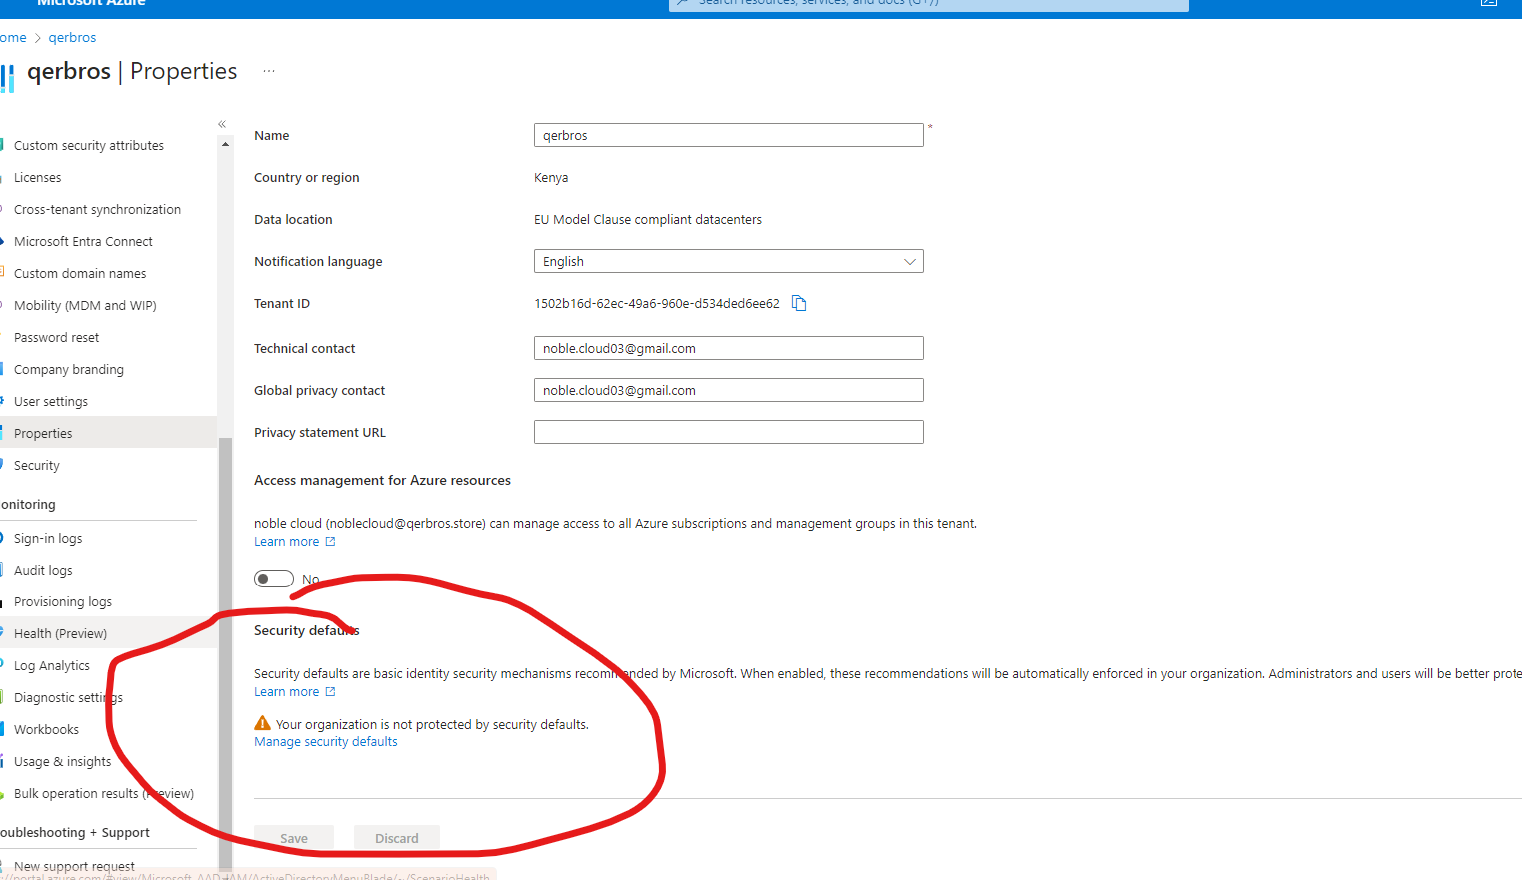 Microsoft Azure
Search resources, services, and docs (G+/)
ome > qerbros
qerbros | Properties ...
«
Custom security attributes
Licenses
Cross-tenant synchronization
Microsoft Entra Connect
Custom domain names
Mobility (MDM and WIP)
Password reset
Company branding
User settings
Properties
Security
onitoring
Sign-in logs
Audit logs
Provisioning logs
Health (Preview)
Log Analytics
Diagnostic settings
Workbooks
Usage & insights
Bulk operation results (Preview)
oubleshooting + Support
New support request
Name
qerbros *
Country or region
Kenya
Data location
EU Model Clause compliant datacenters
Notification language
English
Tenant ID
1502b16d-62ec-49a6-960e-d534ded6ee62
Technical contact
noble.cloud03@gmail.com
Global privacy contact
noble.cloud03@gmail.com
Privacy statement URL
Access management for Azure resources
noble cloud (noblecloud@qerbros.store) can manage access to all Azure subscriptions and management groups in this tenant.
Learn more
No
Security defaults
Security defaults are basic identity security mechanisms recommended by Microsoft. When enabled, these recommendations will be automatically enforced in your organization. Administrators and users will be better prote
Learn more
Your organization is not protected by security defaults.
Manage security defaults
Save Discard